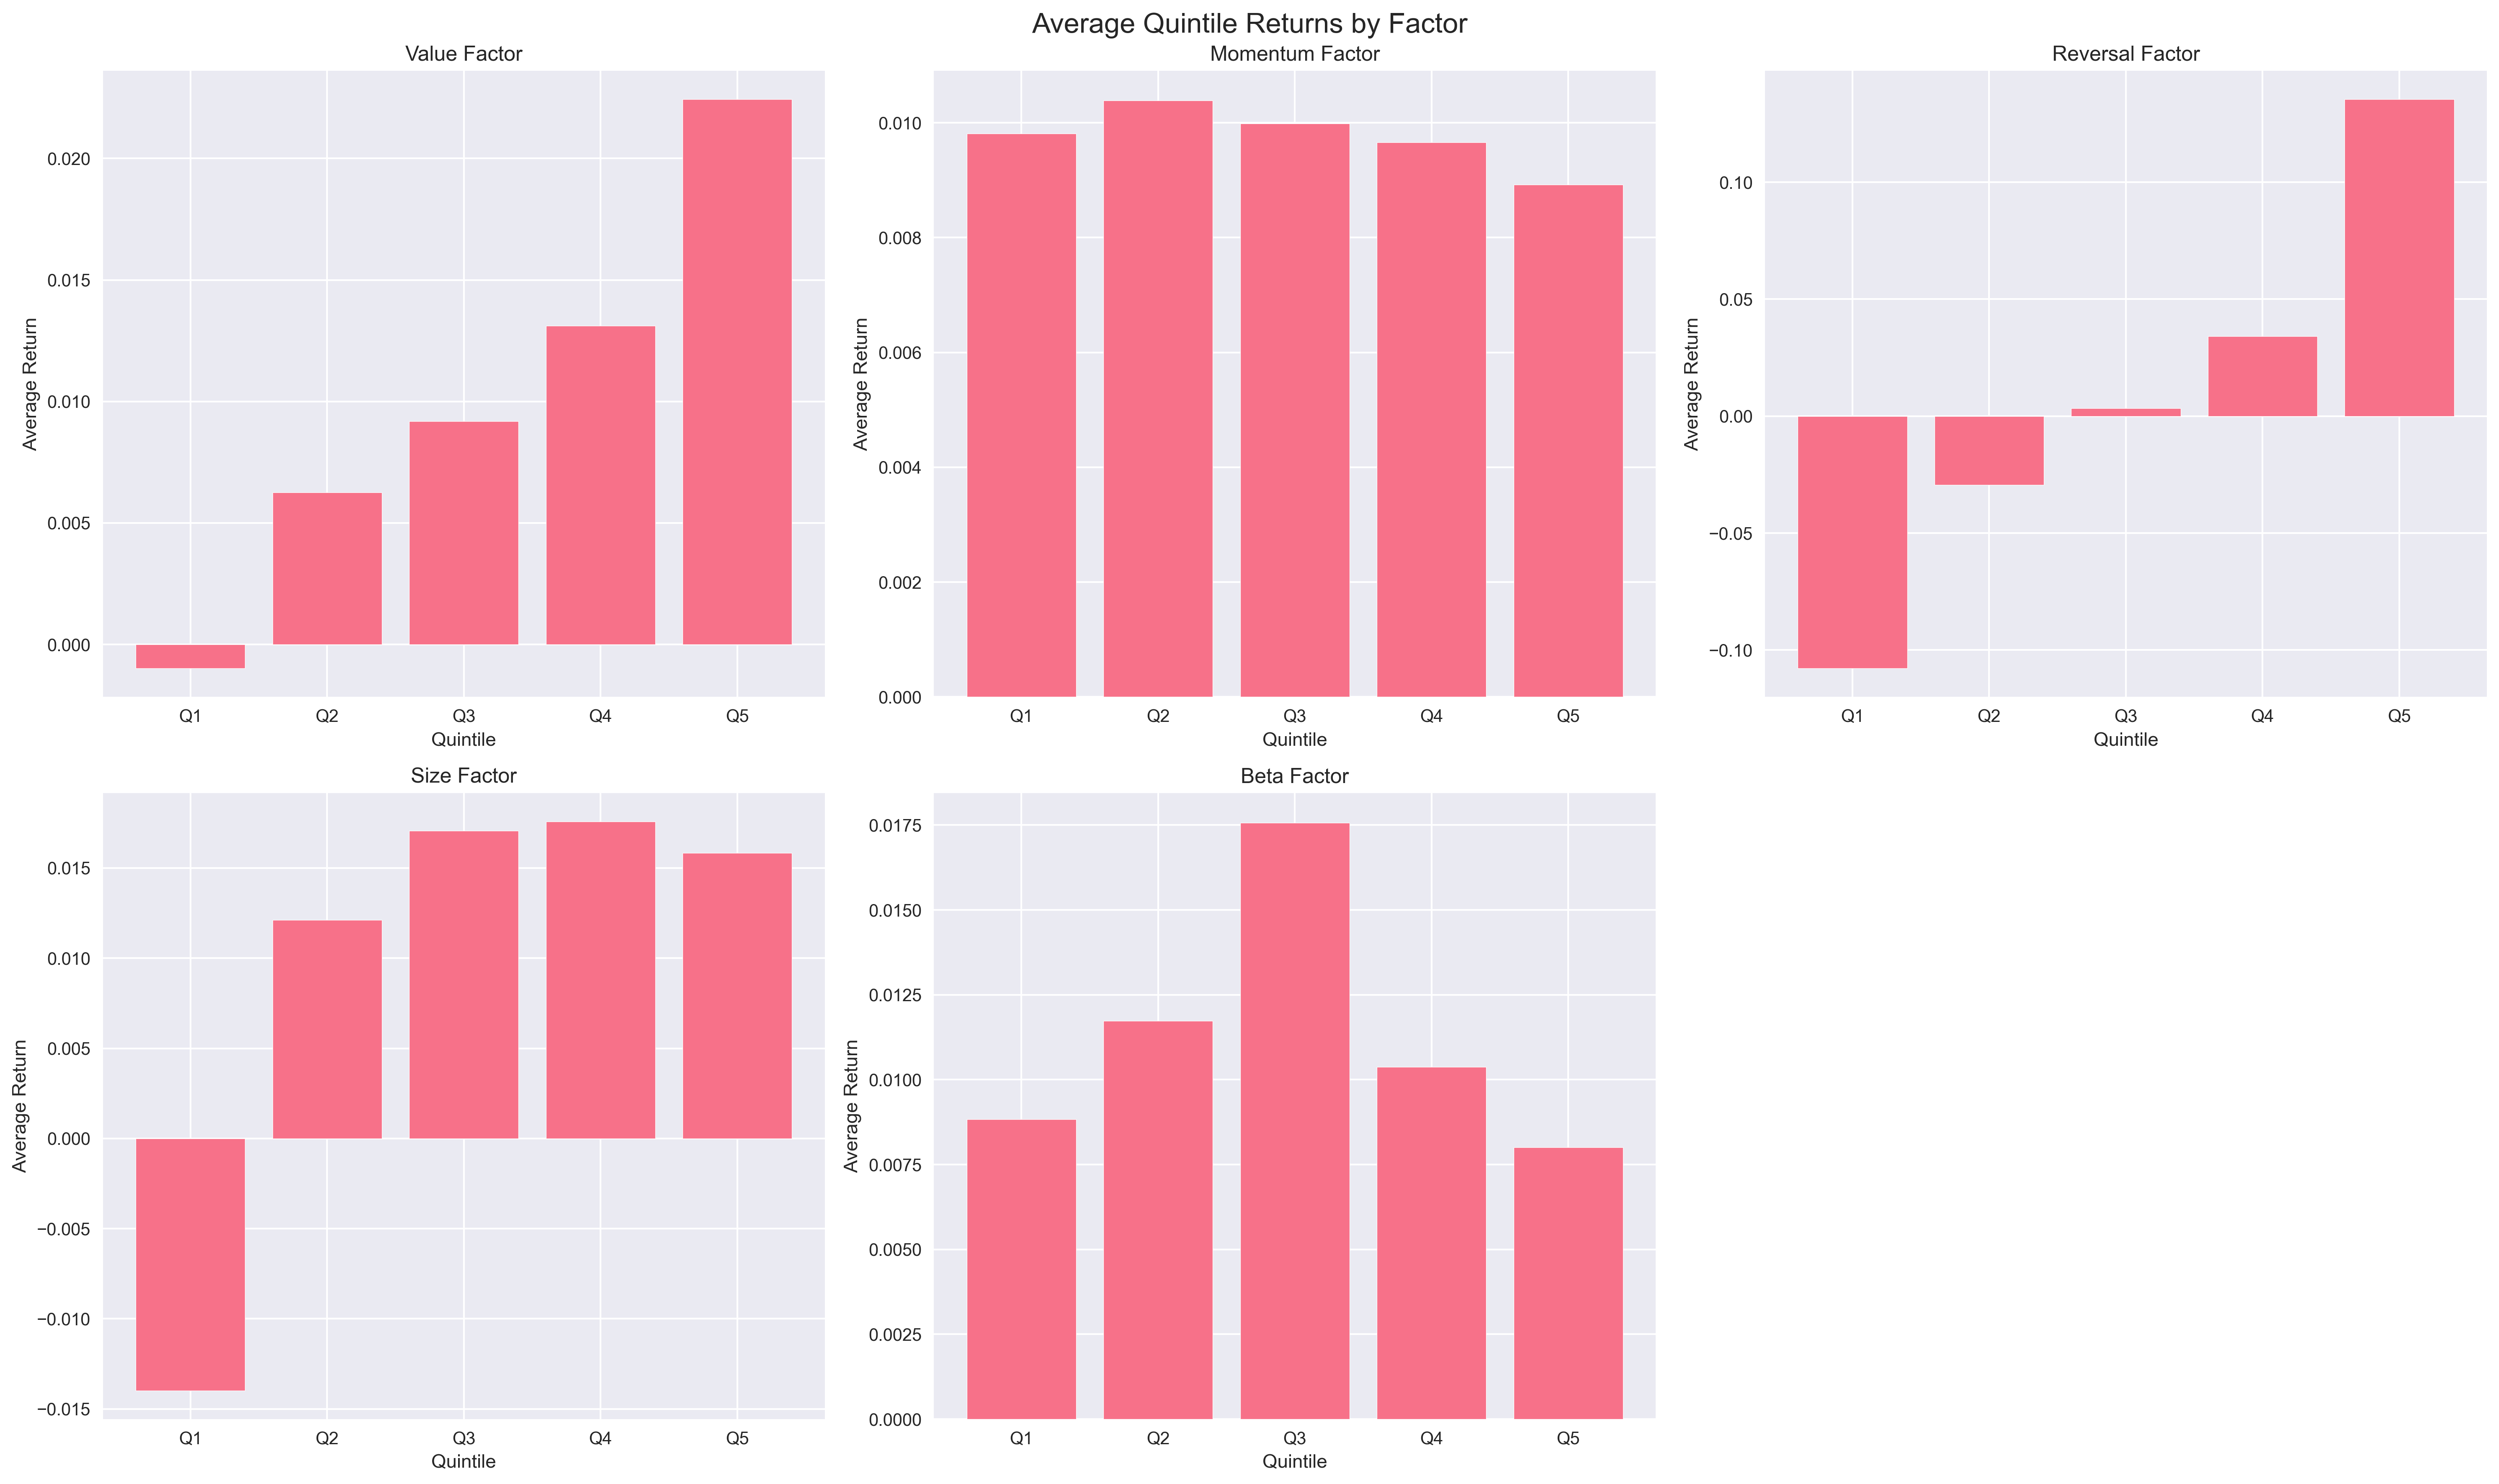 Average Quintile Returns by Factor
Value Factor
Average Return
0.020
0.015
0.010
0.005
0.000
Q1 Q2 Q3 Q4 Q5
Quintile
Momentum Factor
Average Return
0.010
0.008
0.006
0.004
0.002
0.000
Q1 Q2 Q3 Q4 Q5
Quintile
Reversal Factor
Average Return
0.10
0.05
0.00
−0.05
−0.10
Q1 Q2 Q3 Q4 Q5
Quintile
Size Factor
Average Return
0.015
0.010
0.005
0.000
−0.005
−0.010
−0.015
Q1 Q2 Q3 Q4 Q5
Quintile
Beta Factor
Average Return
0.0175
0.0150
0.0125
0.0100
0.0075
0.0050
0.0025
0.0000
Q1 Q2 Q3 Q4 Q5
Quintile